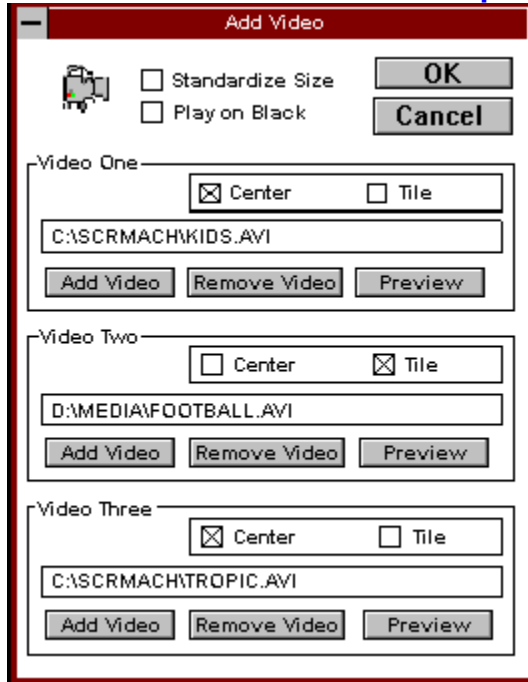 Add Video
Standardize Size
OK
Play on Black
Cancel
Video One
Center Tile
C:\SCRMACH\KIDS.AVI
Add Video Remove Video Preview
Video Two
Center Tile
D:\MEDIA\FOOTBALL.AVI
Add Video Remove Video Preview
Video Three
Center Tile
C:\SCRMACH\TROPIC.AVI
Add Video Remove Video Preview